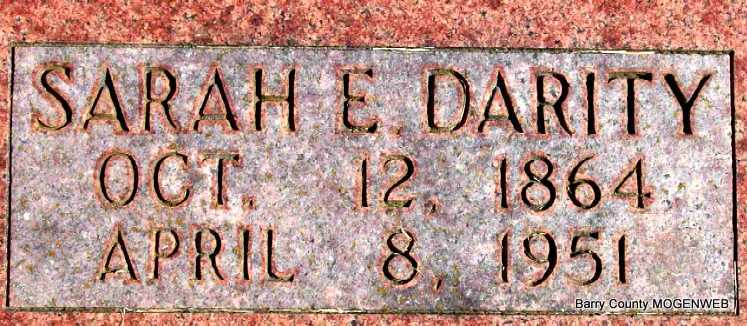 SARAH E. DARITY
OCT. 12, 1864
APRIL 8, 1951
Barry County MOGENWEB